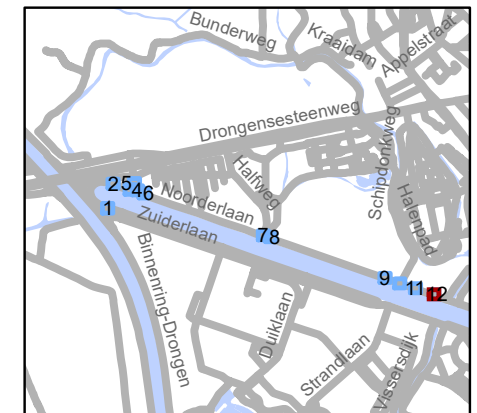 Bunderweg
Kraaidam
Appelstraat
Drongensesteenweg
Schipdonkweg
Halfweg
Halenpad
2 5 4 6
Noorderlaan
1
Zuiderlaan
7 8
Binnenring-Drongen
9
11
12
Duiklaan
Strandlaan
Vissersdijk